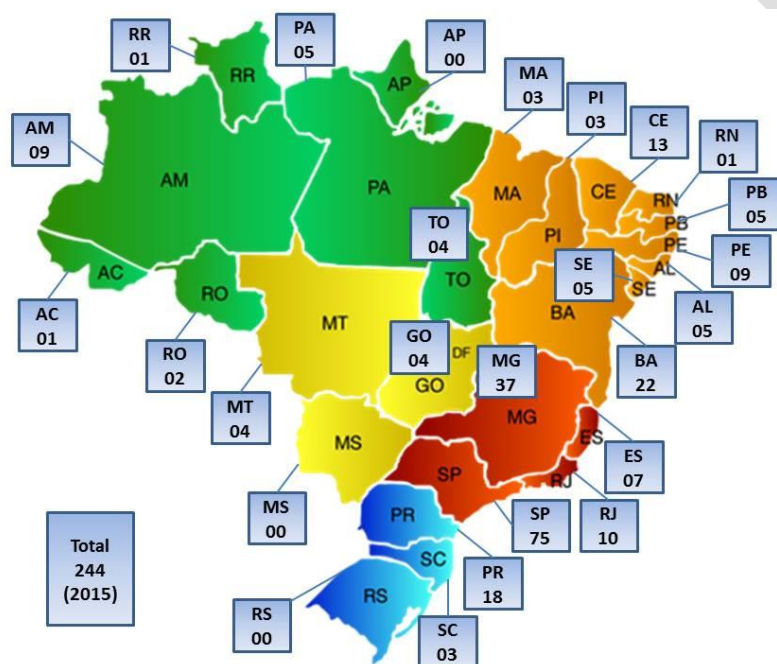 RR
01
PA
05
AP
00
MA
03
PI
03
CE
13
RN
01
PB
05
AM
09
PE
09
TO
04
SE
05
AL
05
AC
01
RO
02
GO
04
MG
37
BA
22
MT
04
ES
07
MS
00
SP
75
RJ
10
PR
18
RS
00
SC
03
Total
244
(2015)
RR
AP
AM
PA
MA
CE
RN
PB
PI
PE
AL
SE
AC
RO
TO
BA
MT
DF
GO
MG
ES
MS
SP
RJ
PR
SC
RS